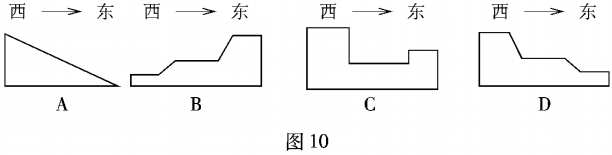 西 → 东 西 → 东 西 → 东 西 → 东
A B C D
图10